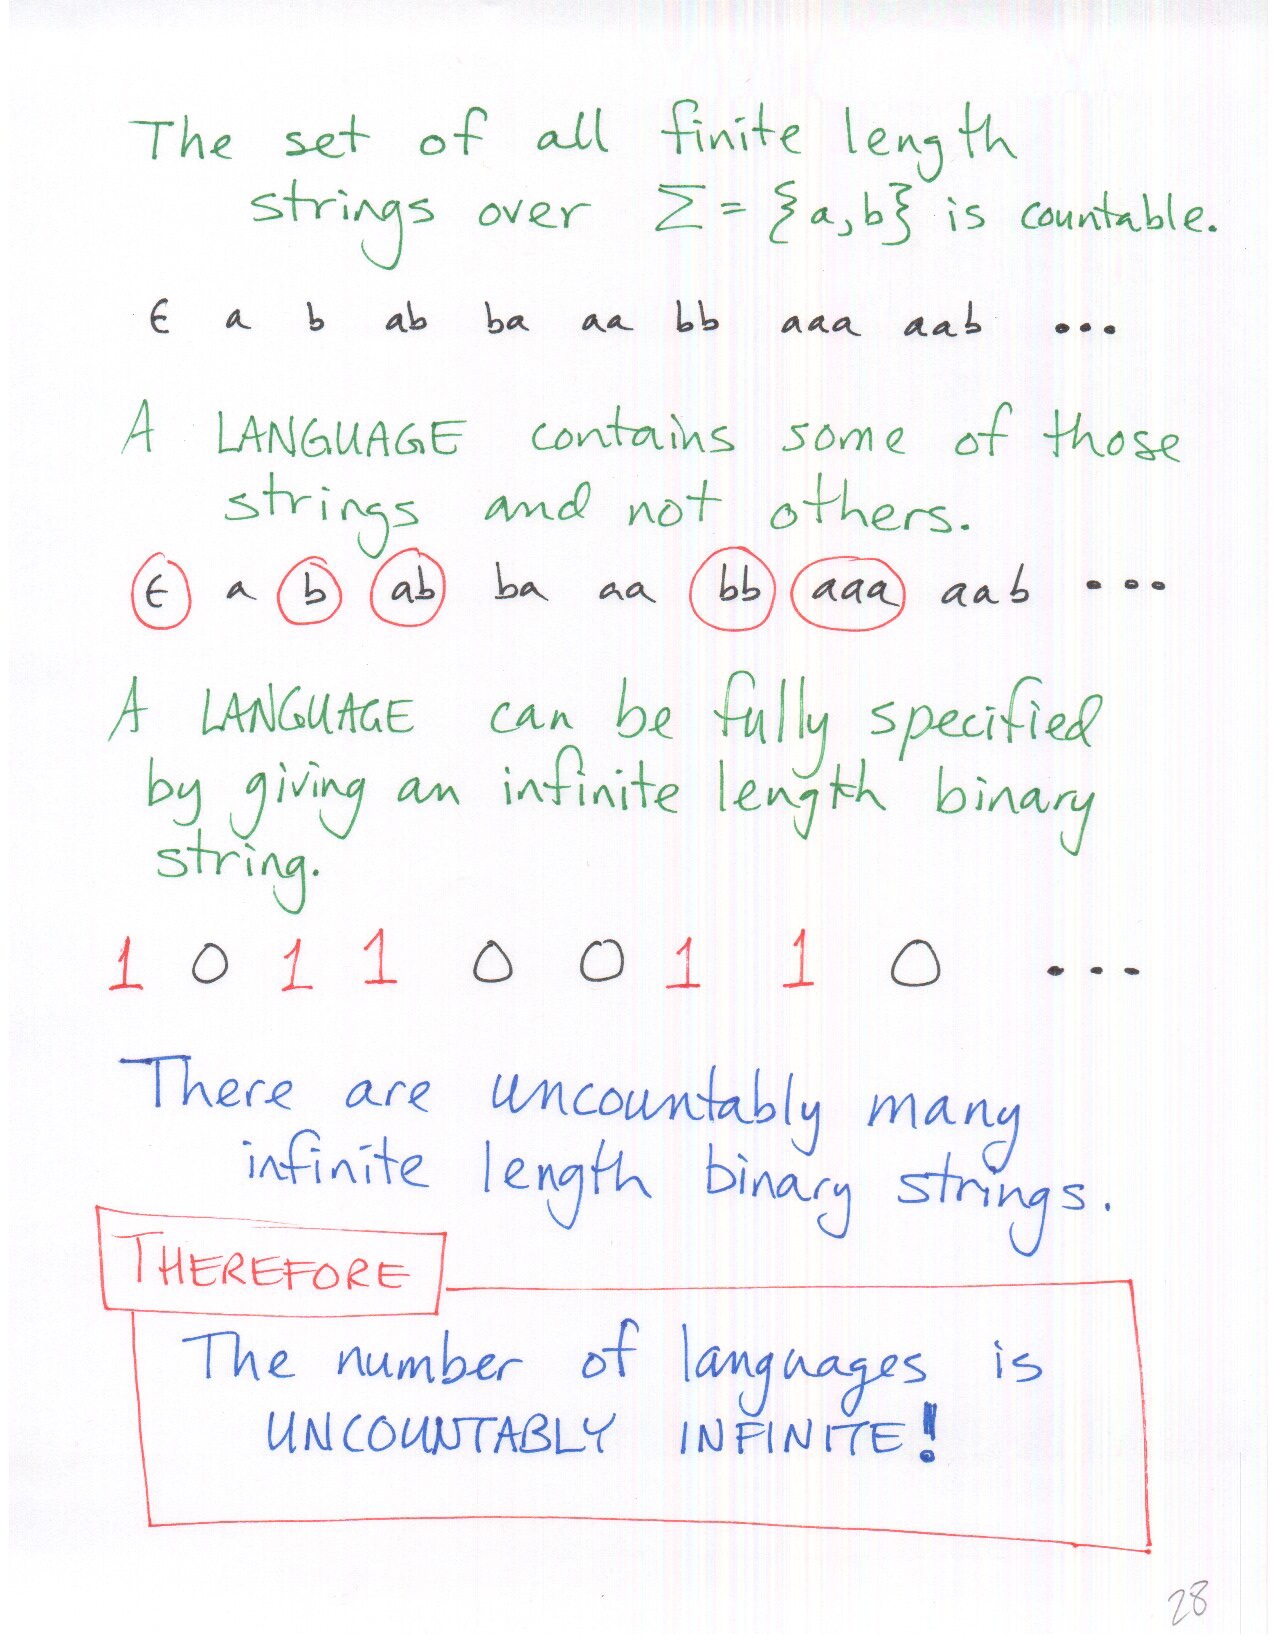 The set of all finite length
strings over Σ = {a, b} is countable.
ϵ a b ab ba aa bb aaa aab ...
A LANGUAGE contains some of those
strings and not others.
ϵ a b ab ba aa bb aaa aab ...
A LANGUAGE can be fully specified
by giving an infinite length binary
string.
1 0 1 1 0 0 1 1 0 ...
There are uncountably many
infinite length binary strings.
THEREFORE
The number of languages is
UNCOUNTABLY INFINITE!
28